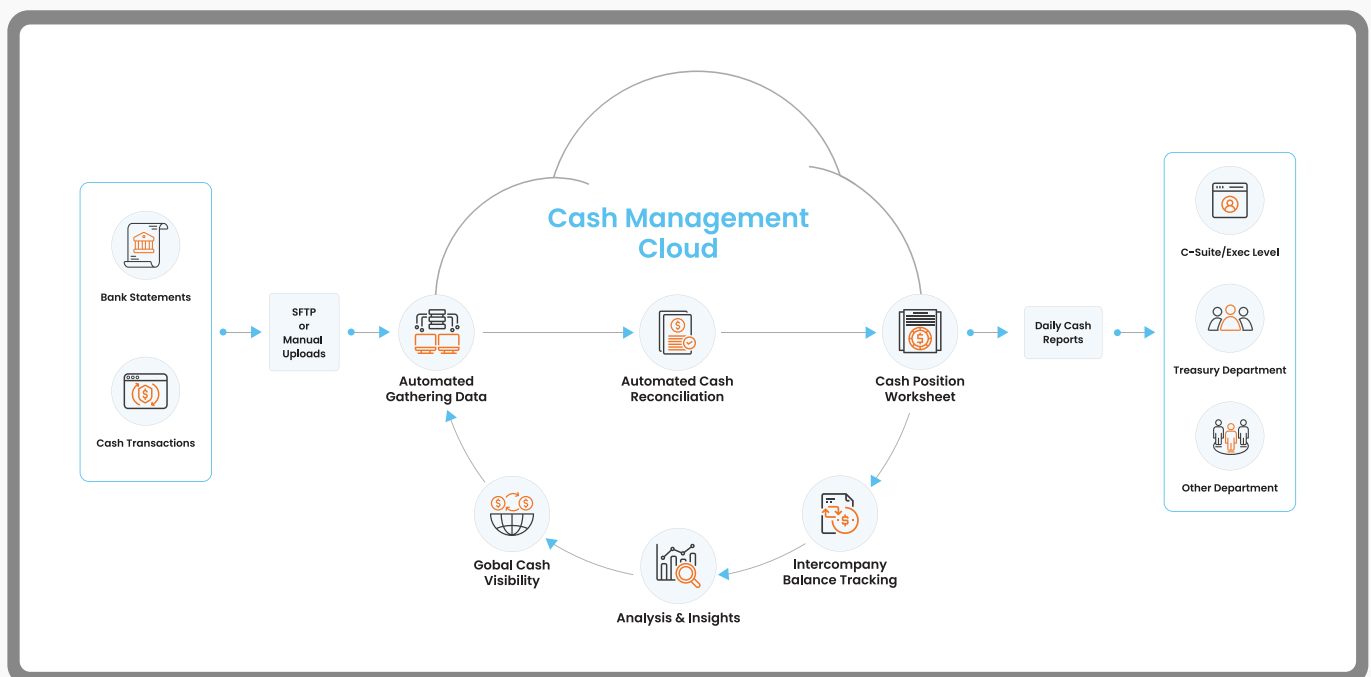 Cash Management
Cloud
Bank Statements
Cash Transactions
SFTP
or
Manual
Uploads
Automated
Gathering Data
Automated Cash
Reconciliation
Cash Position
Worksheet
Daily Cash
Reports
C-Suite/Exec Level
Treasury Department
Other Department
Intercompany
Balance Tracking
Analysis & Insights
Gobal Cash
Visibility